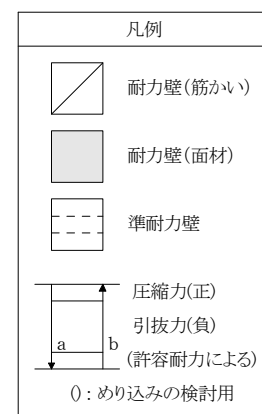 凡例
耐力壁(筋かい)
耐力壁(面材)
準耐力壁
圧縮力(正)
引抜力(負)
a b
(許容耐力による)
():めり込みの検討用